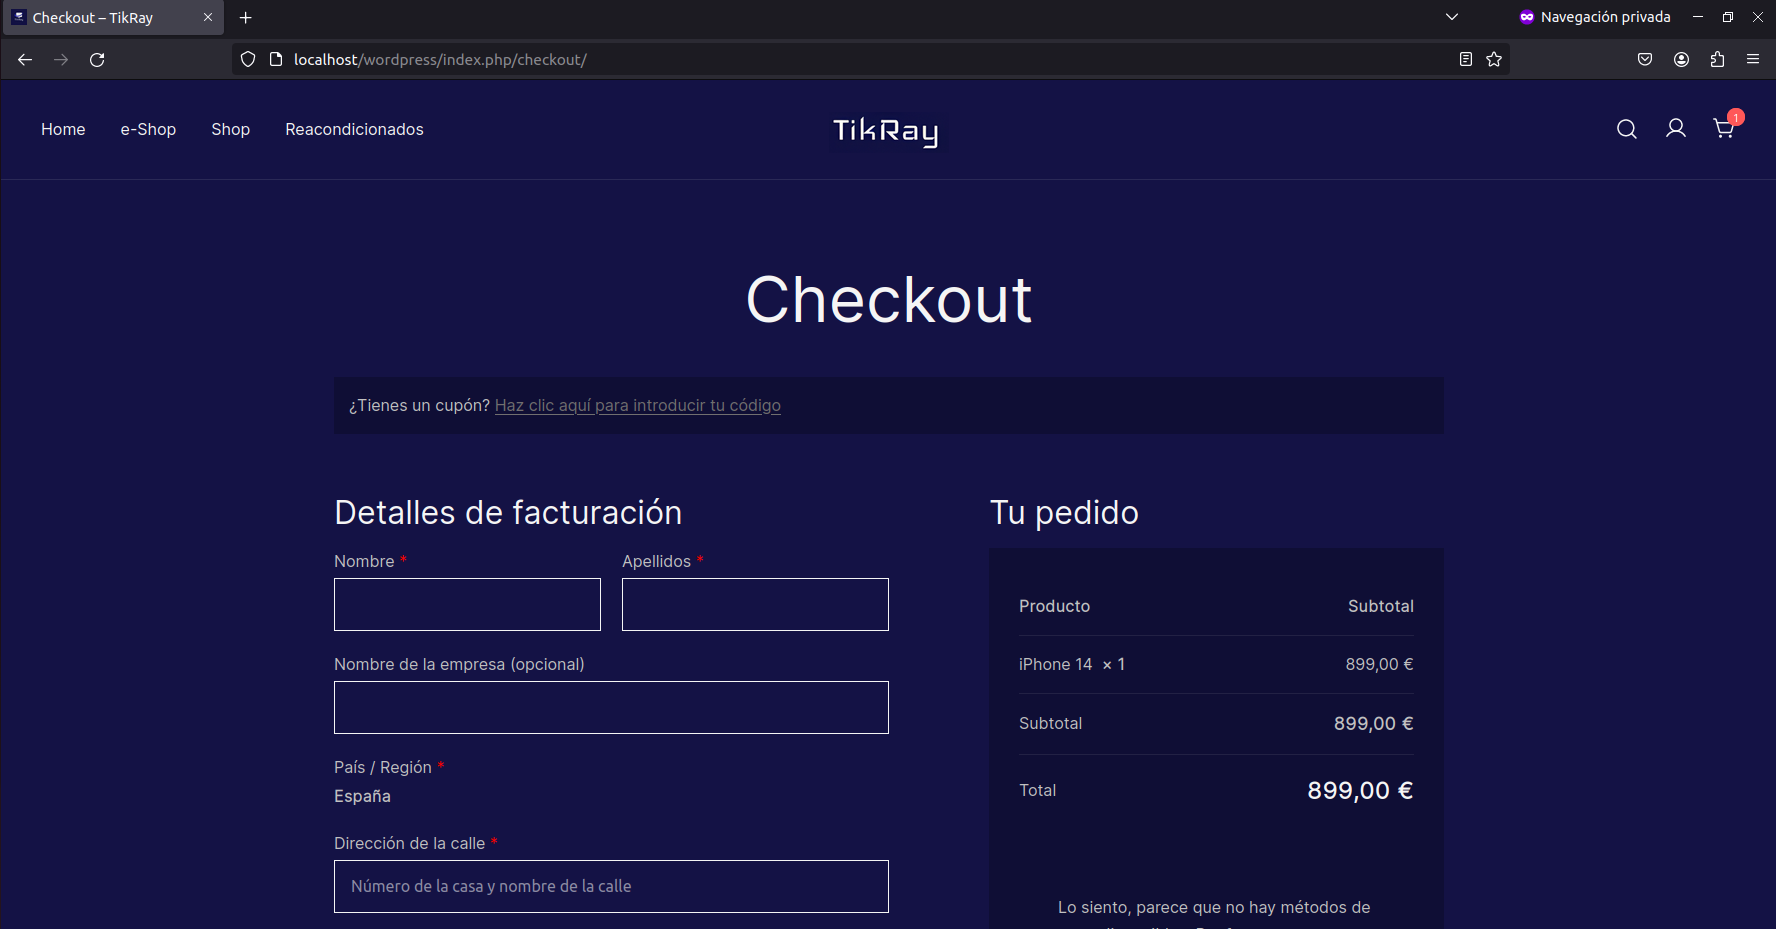 Checkout – TikRay
Navegación privada
localhost/wordpress/index.php/checkout/
Home e-Shop Shop Reacondicionados
TikRay
1
Checkout
¿Tienes un cupón? Haz clic aquí para introducir tu código
Detalles de facturación
Nombre *
Apellidos *
Nombre de la empresa (opcional)
País / Región *
España
Dirección de la calle *
Número de la casa y nombre de la calle
Tu pedido
Producto Subtotal
iPhone 14 × 1 899,00 €
Subtotal 899,00 €
Total 899,00 €
Lo siento, parece que no hay métodos de